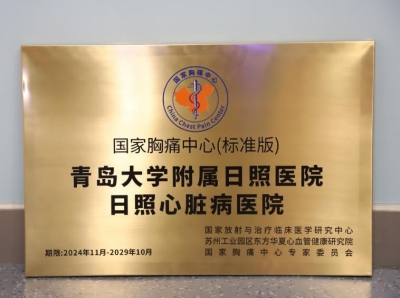 国家胸痛中心
China Chest Pain Center
国家胸痛中心(标准版)
青岛大学附属日照医院
日照心脏病医院
国家放射与治疗临床医学研究中心
苏州工业园区东方华夏心血管健康研究院
国家胸痛中心专家委员会
期限:2024年11月-2029年10月